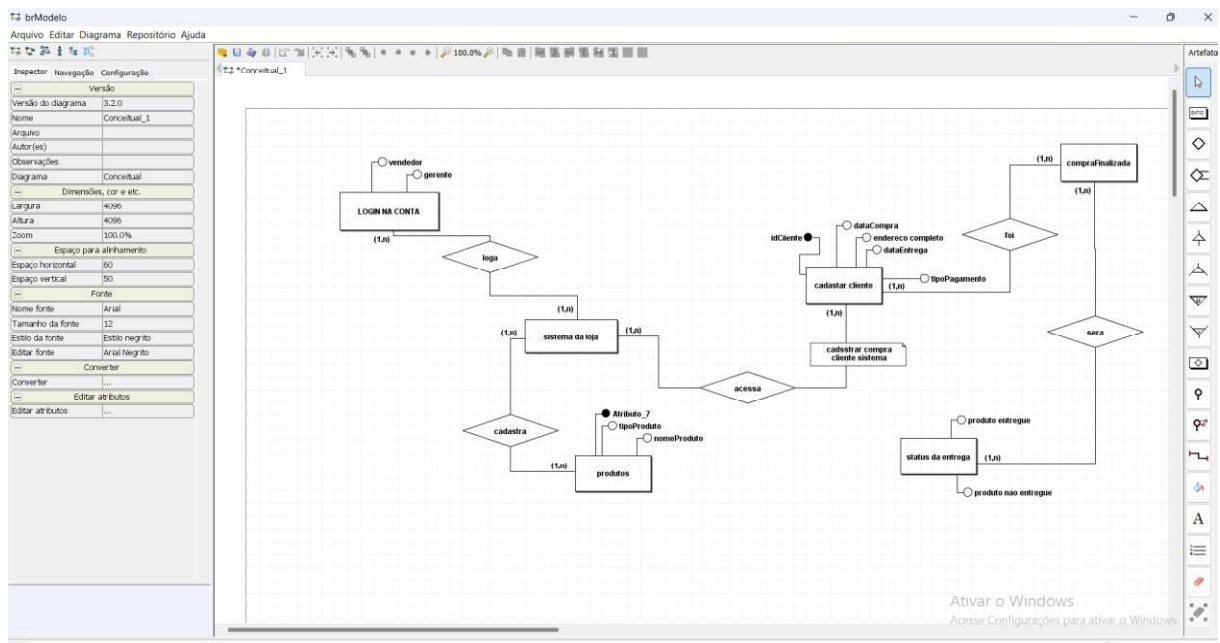 brModelo
Arquivo Editar Diagrama Repositório Ajuda
100.0%
Artefato
Inspector Navegação Configuração
*Conceitual_1
Versão
Versão do diagrama 3.2.0
Nome Conceitual_1
Arquivo
Autor(es)
Observações
Diagrama Conceitual
Dimensões, cor e etc.
Largura 4096
Altura 4096
Zoom 100.0%
Espaço para alinhamento
Espaço horizontal 60
Espaço vertical 50
Fonte
Nome fonte Arial
Tamanho da fonte 12
Estilo da fonte Estilo negrito
Editar fonte Arial Negrito
Converter
Converter ...
Editar atributos
Editar atributos ...
vendedor
gerente
LOGIN NA CONTA
(1,n)
loga
(1,n)
(1,n)
sistema da loja
(1,n)
cadastra
Atributo_7
tipoProduto
nomeProduto
(1,n)
produtos
acessa
idCliente
dataCompra
endereco completo
dataEntrega
cadastar cliente
tipoPagamento
(1,n)
(1,n)
cadsstrar compra
cliente sistema
foi
(1,n)
compraFinalizada
(1,n)
sera
produto entregue
status da entrega
(1,n)
produto nao entregue
A
Ativar o Windows
Acesse Configurações para ativar o Windows.